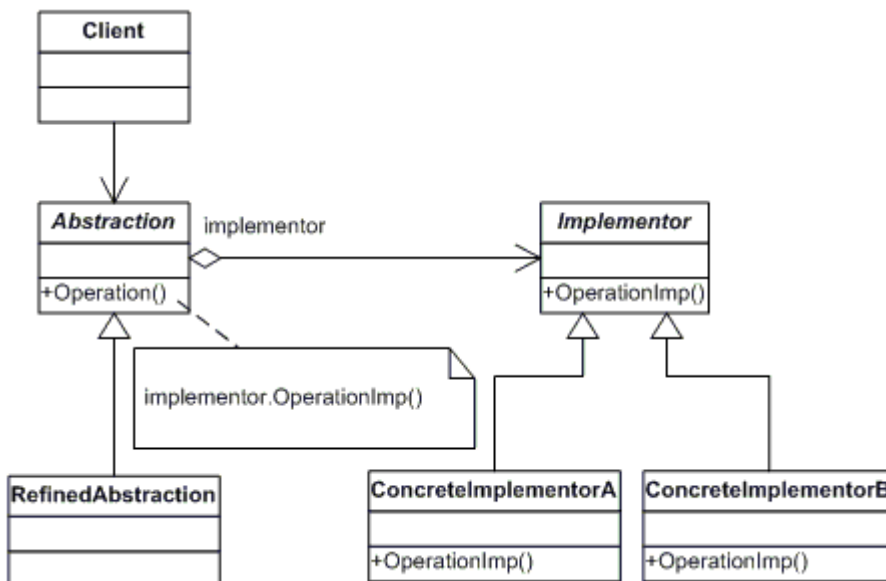 Client
Abstraction
implementor
Implementor
+Operation()
+OperationImp()
implementor.OperationImp()
RefinedAbstraction
ConcreteImplementorA
ConcreteImplementorB
+OperationImp()
+OperationImp()